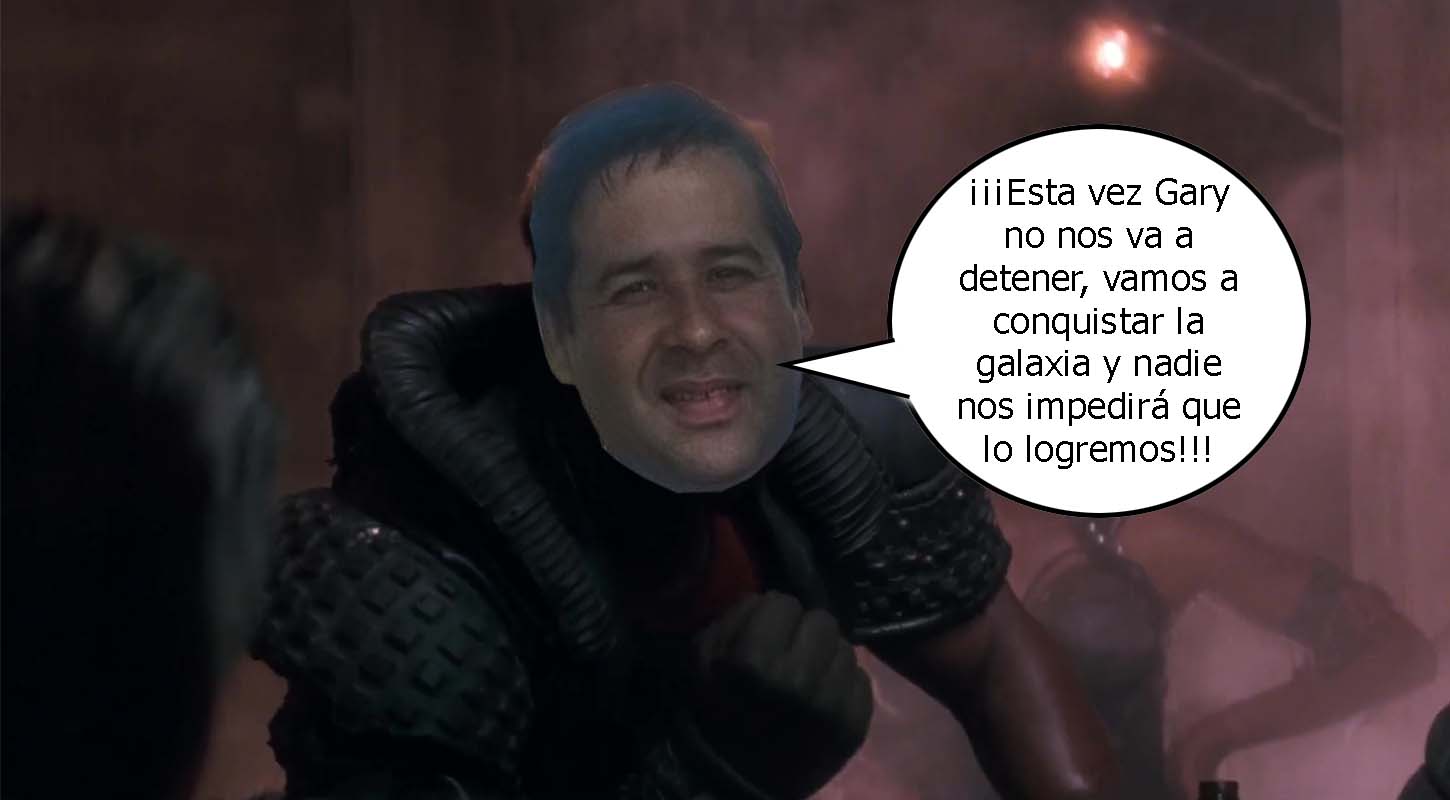 ¡¡¡Esta vez Gary
no nos va a
detener, vamos a
conquistar la
galaxia y nadie
nos impedirá que
lo logremos!!!